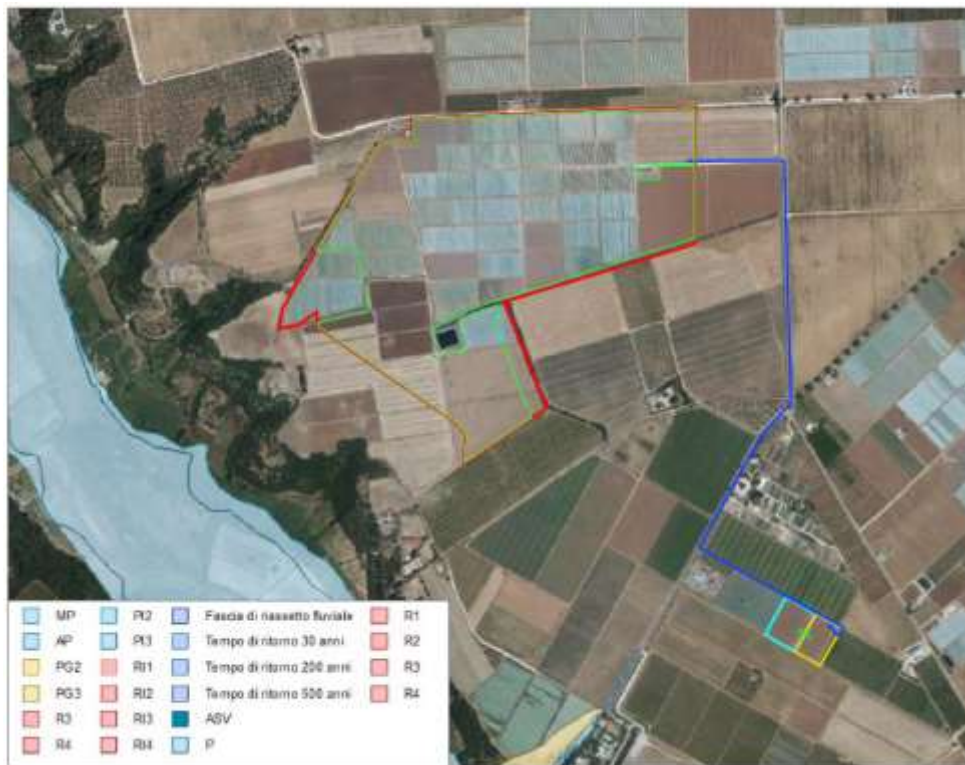 MP PI2 Fascia di riassetto fluviale R1
AP PI3 Tempo di ritorno 30 anni R2
PG2 RI1 Tempo di ritorno 200 anni R3
PG3 RI2 Tempo di ritorno 500 anni R4
R3 RI3 ASV
R4 RI4 P